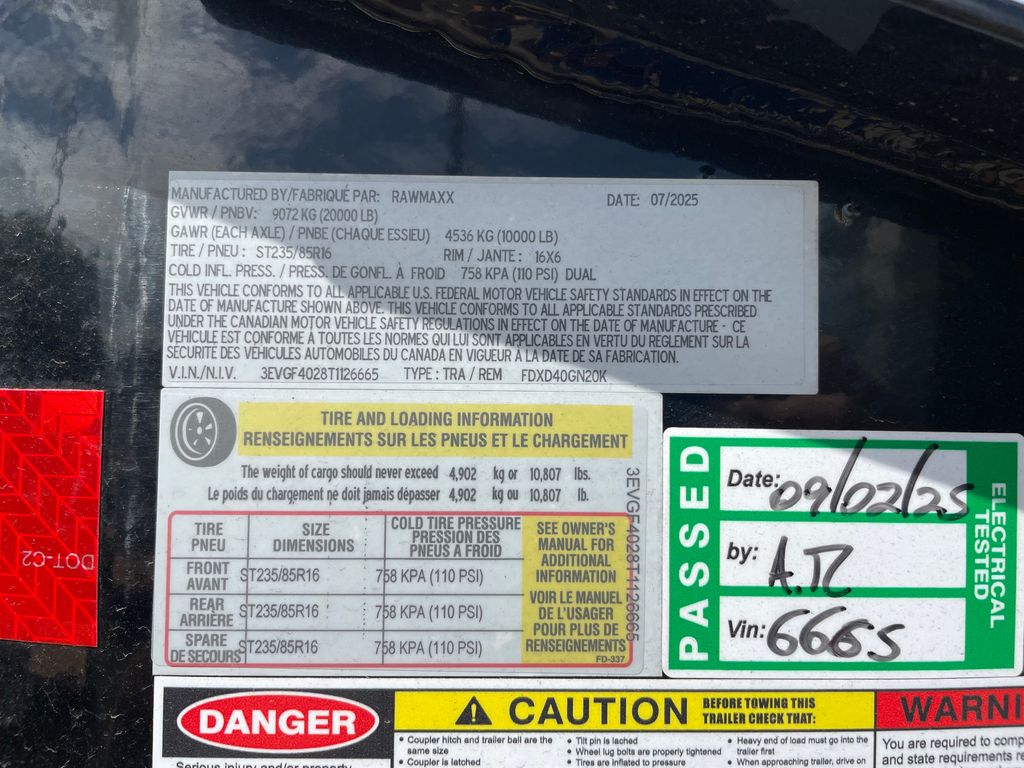 MANUFACTURED BY/FABRIQUÉ PAR: RAWMAXX DATE: 07/2025
GVWR / PNBV: 9072 KG (20000 LB)
GAWR (EACH AXLE) / PNBE (CHAQUE ESSIEU) 4536 KG (10000 LB)
TIRE / PNEU : ST235/85R16 RIM / JANTE : 16X6
COLD INFL. PRESS. / PRESS. DE GONFL. À FROID 758 KPA (110 PSI) DUAL
THIS VEHICLE CONFORMS TO ALL APPLICABLE U.S. FEDERAL MOTOR VEHICLE SAFETY STANDARDS IN EFFECT ON THE
DATE OF MANUFACTURE SHOWN ABOVE. THIS VEHICLE CONFORMS TO ALL APPLICABLE STANDARDS PRESCRIBED
UNDER THE CANADIAN MOTOR VEHICLE SAFETY REGULATIONS IN EFFECT ON THE DATE OF MANUFACTURE - CE
VÉHICULE EST CONFORME À TOUTES LES NORMES QUI LUI SONT APPLICABLES EN VERTU DU RÈGLEMENT SUR LA
SÉCURITÉ DES VÉHICULES AUTOMOBILES DU CANADA EN VIGUEUR À LA DATE DE SA FABRICATION.
V.I.N./N.I.V. 3EVGF4028T1126665 TYPE : TRA / REM FDXD40GN20K
TIRE AND LOADING INFORMATION
RENSEIGNEMENTS SUR LES PNEUS ET LE CHARGEMENT
The weight of cargo should never exceed 4,902 kg or 10,807 lbs.
Le poids du chargement ne doit jamais dépasser 4,902 kg ou 10,807 lb.
TIRE PNEU
SIZE DIMENSIONS
COLD TIRE PRESSURE
PRESSION DES
PNEUS A FROID
FRONT AVANT ST235/85R16 758 KPA (110 PSI)
REAR ARRIÈRE ST235/85R16 758 KPA (110 PSI)
SPARE DE SECOURS ST235/85R16 758 KPA (110 PSI)
SEE OWNER'S
MANUAL FOR
ADDITIONAL
INFORMATION
VOIR LE MANUEL
DE L'USAGER
POUR PLUS DE
RENSEIGNEMENTS
FD-337
3EVGF4028T1126665
DOT-C2
PASSED
Date: 09/02/25
by: A.R
Vin: 6665
ELECTRICAL
TESTED
DANGER
Serious injury and/or property
CAUTION
BEFORE TOWING THIS
TRAILER CHECK THAT:
• Coupler hitch and trailer ball are the
same size
• Coupler is latched
• Tilt pin is lached
• Wheel lug bolts are properly tightened
• Tires are inflated to pressure
• Heavy end of load must go into the
trailer first
• When approaching trailer, drive on
WARNI
You are required to comp
and state requirements re